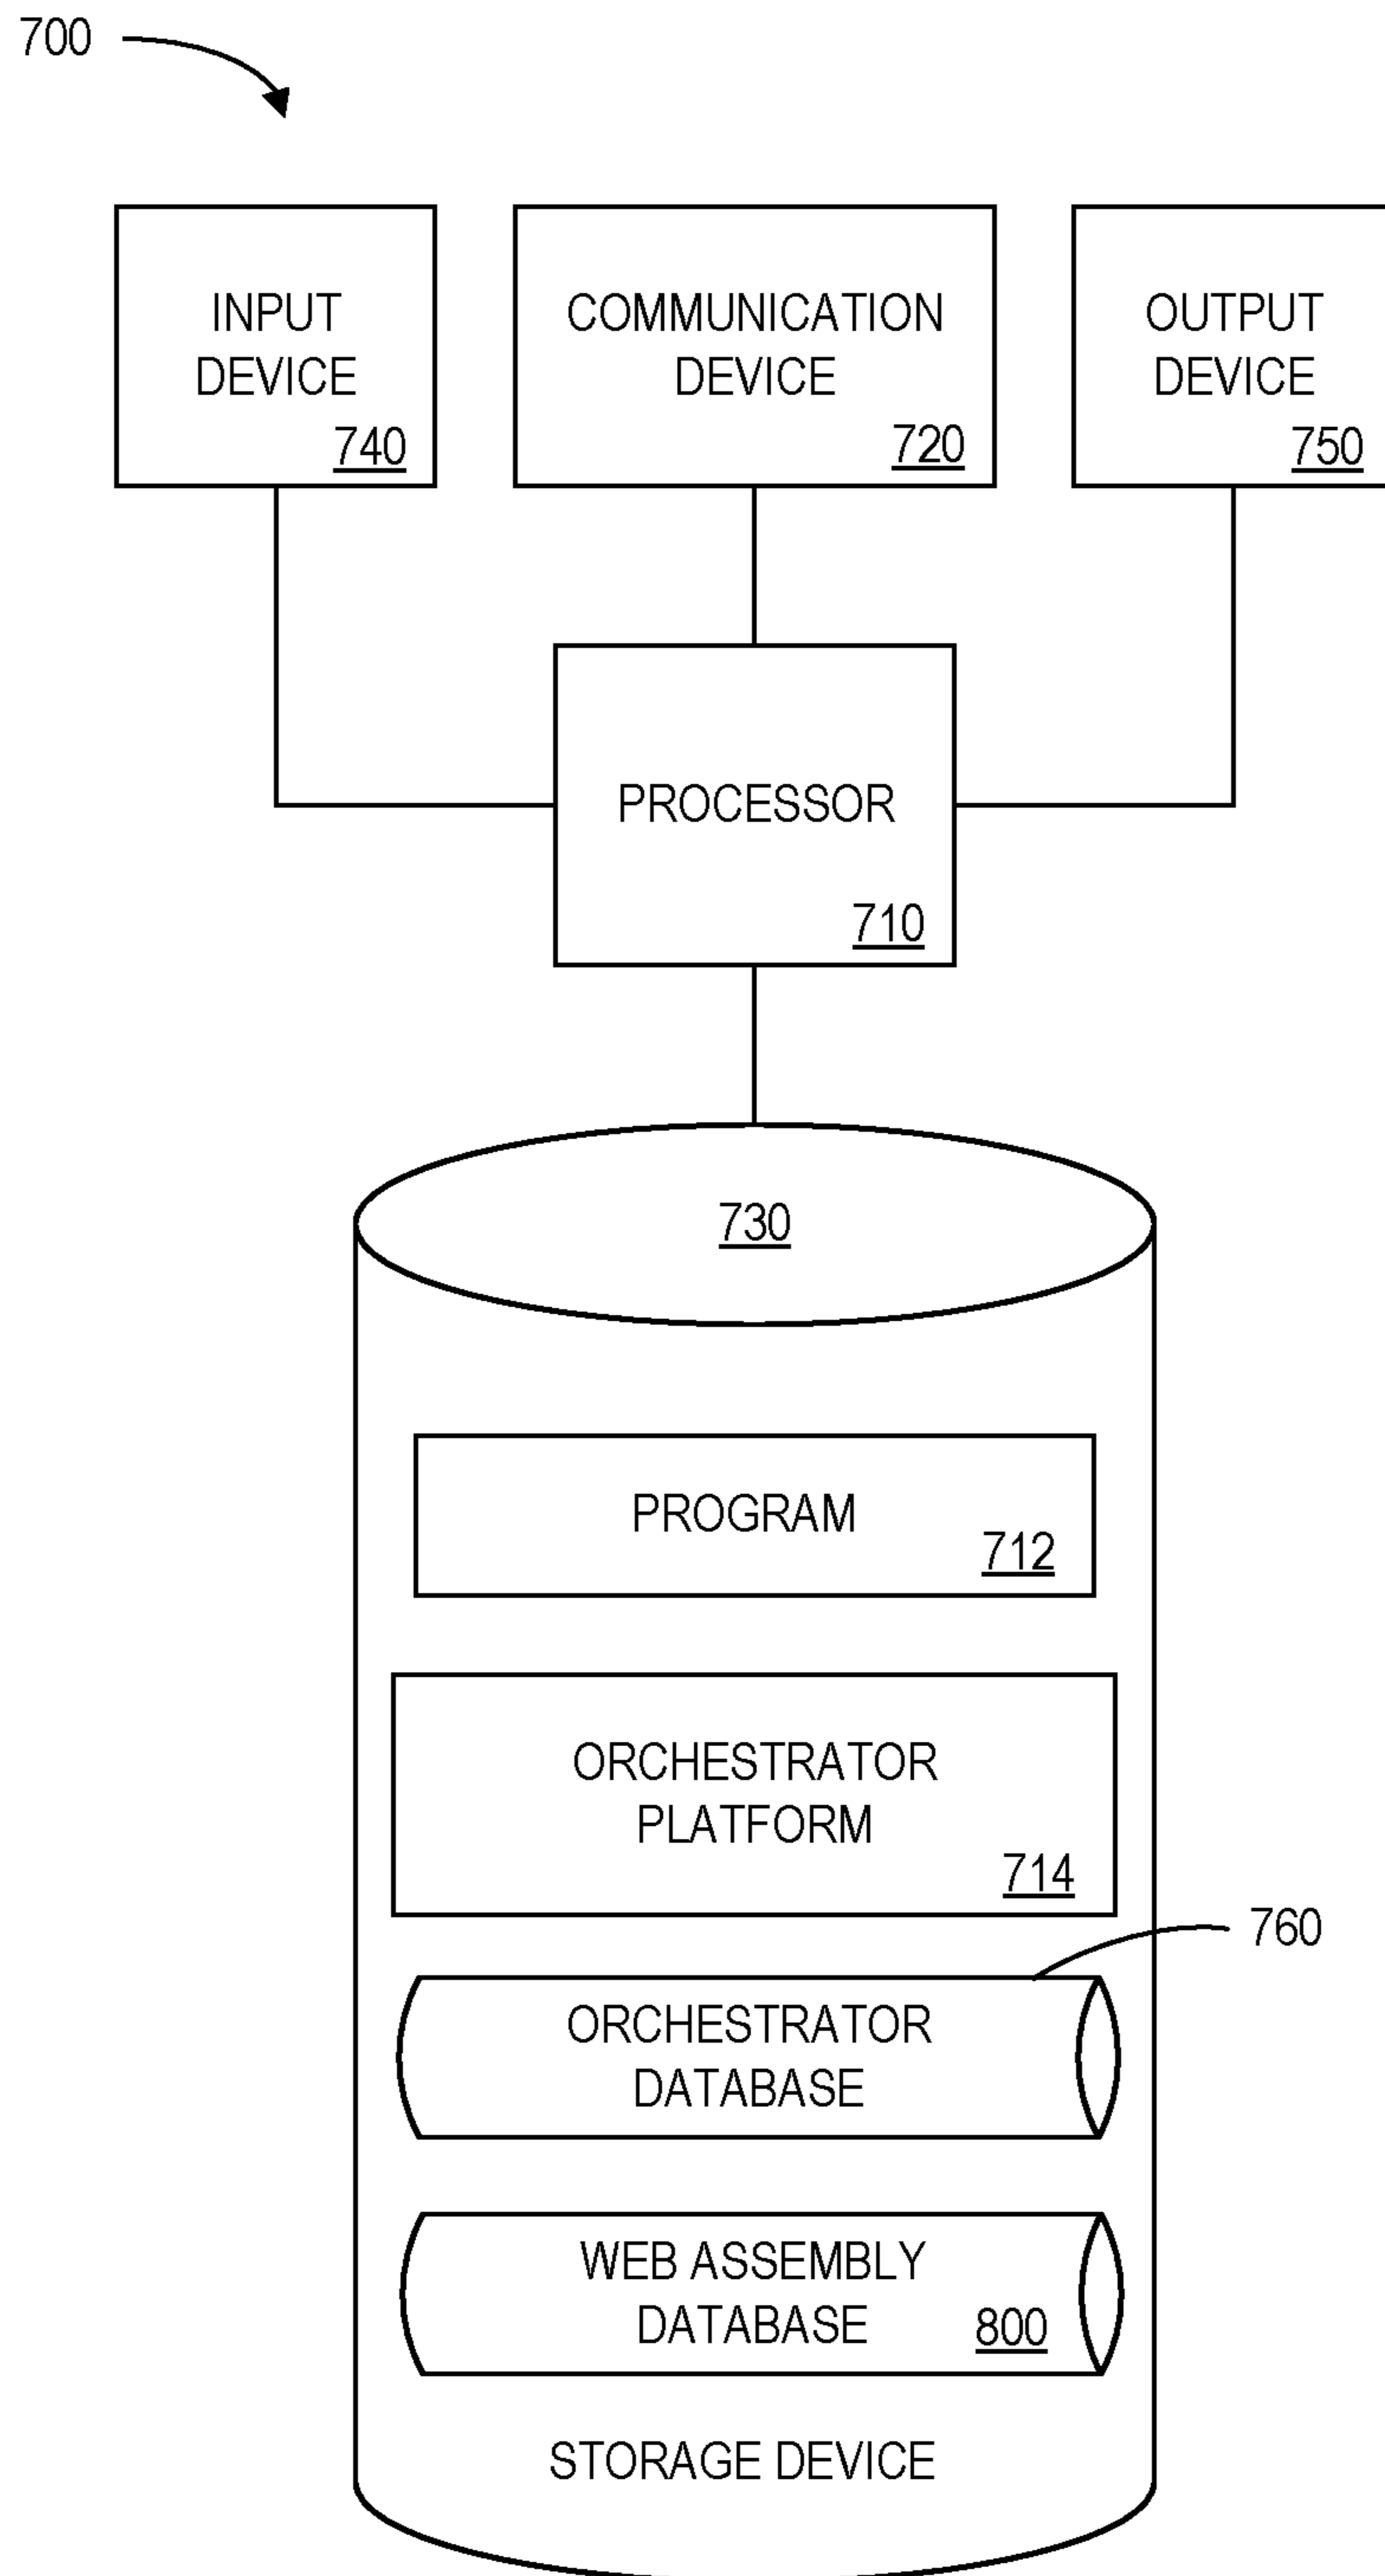 700
INPUT
DEVICE
740
COMMUNICATION
DEVICE
720
OUTPUT
DEVICE
750
PROCESSOR
710
730
PROGRAM
712
ORCHESTRATOR
PLATFORM
714
760
ORCHESTRATOR
DATABASE
WEB ASSEMBLY
DATABASE
800
STORAGE DEVICE